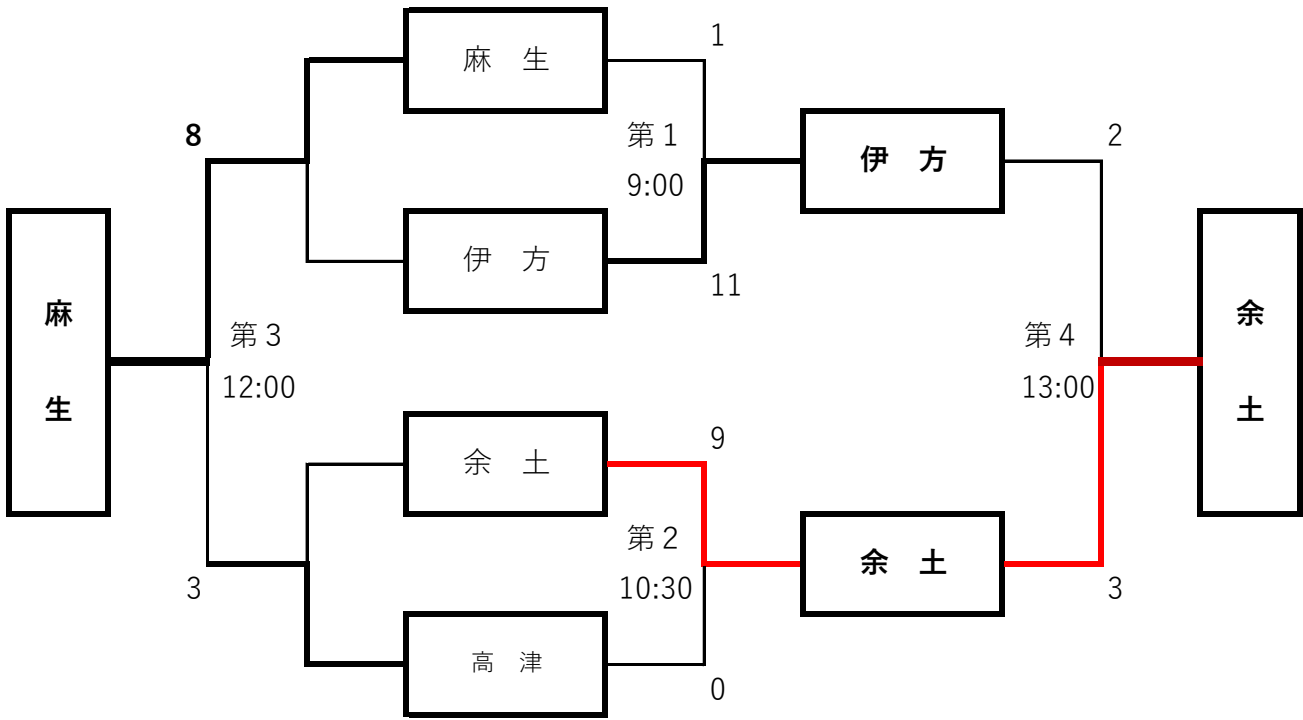 1
麻　生
8
第1
2
伊　方
9:00
伊　方
11
麻
生
余
土
第3
第4
12:00
13:00
9
余　土
第2
余　土
10:30
3
3
高　津
0